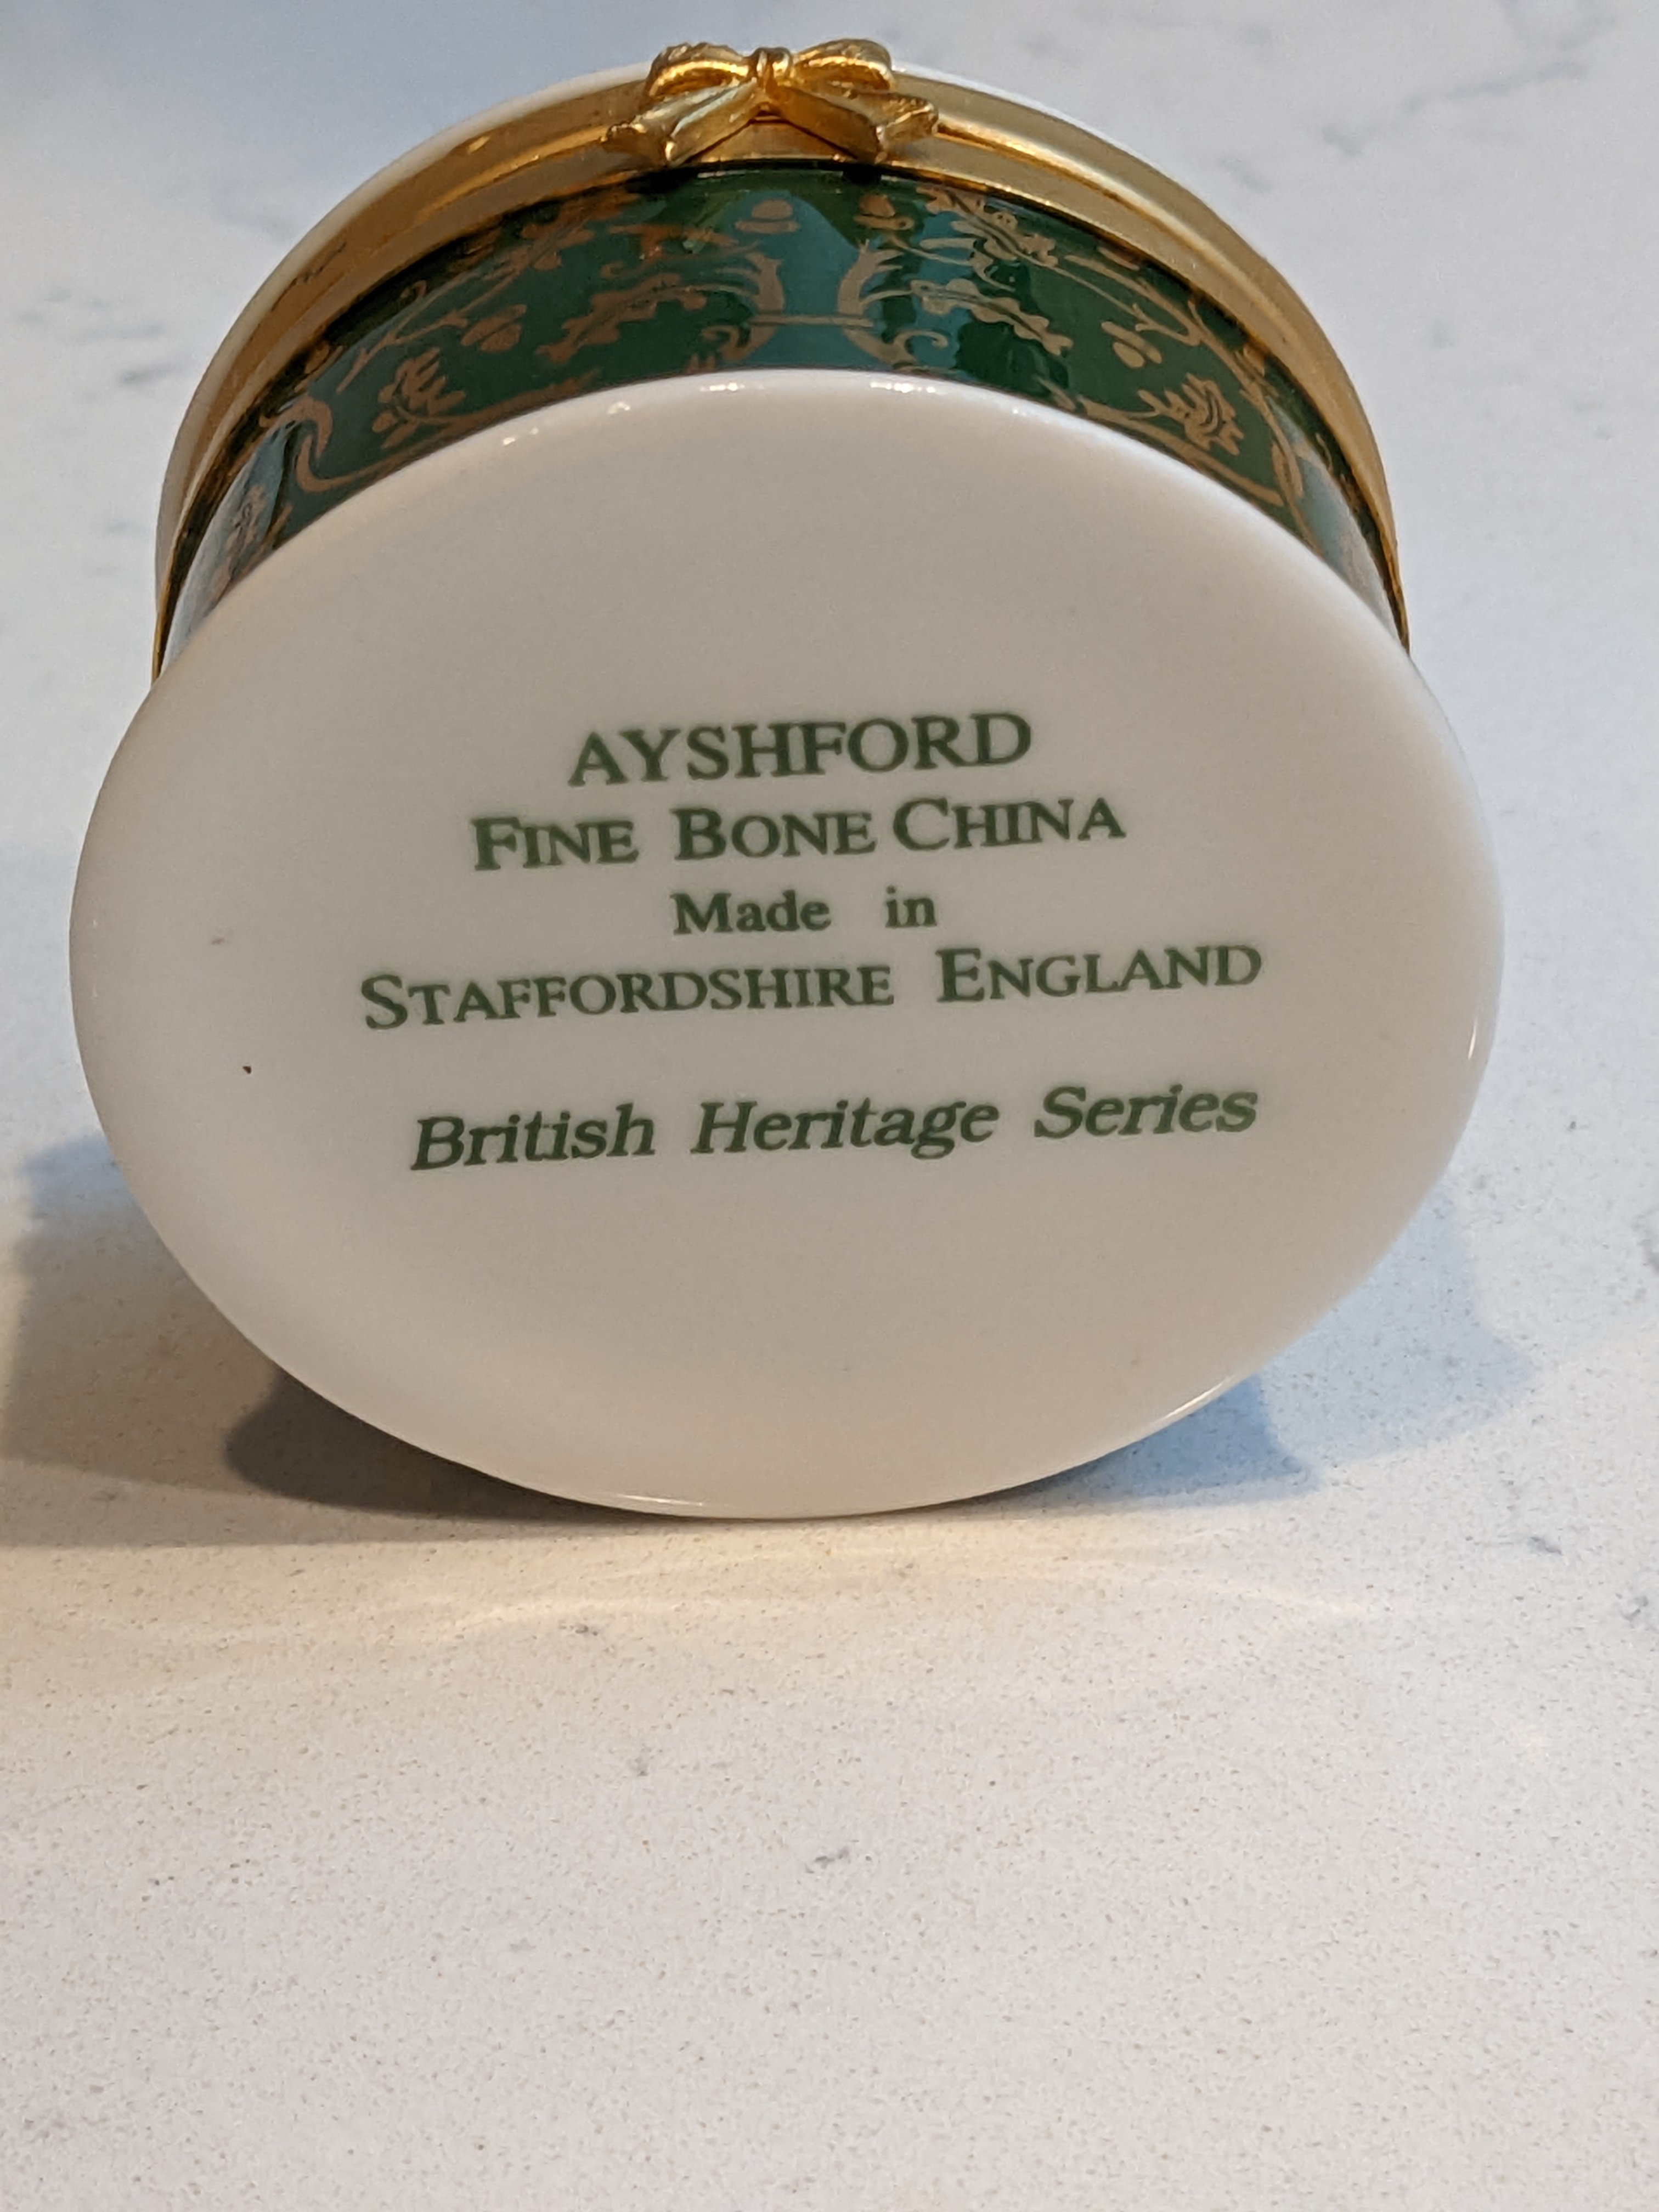 AYSHFORD
FINE BONE CHINA
Made in
STAFFORDSHIRE ENGLAND
British Heritage Series